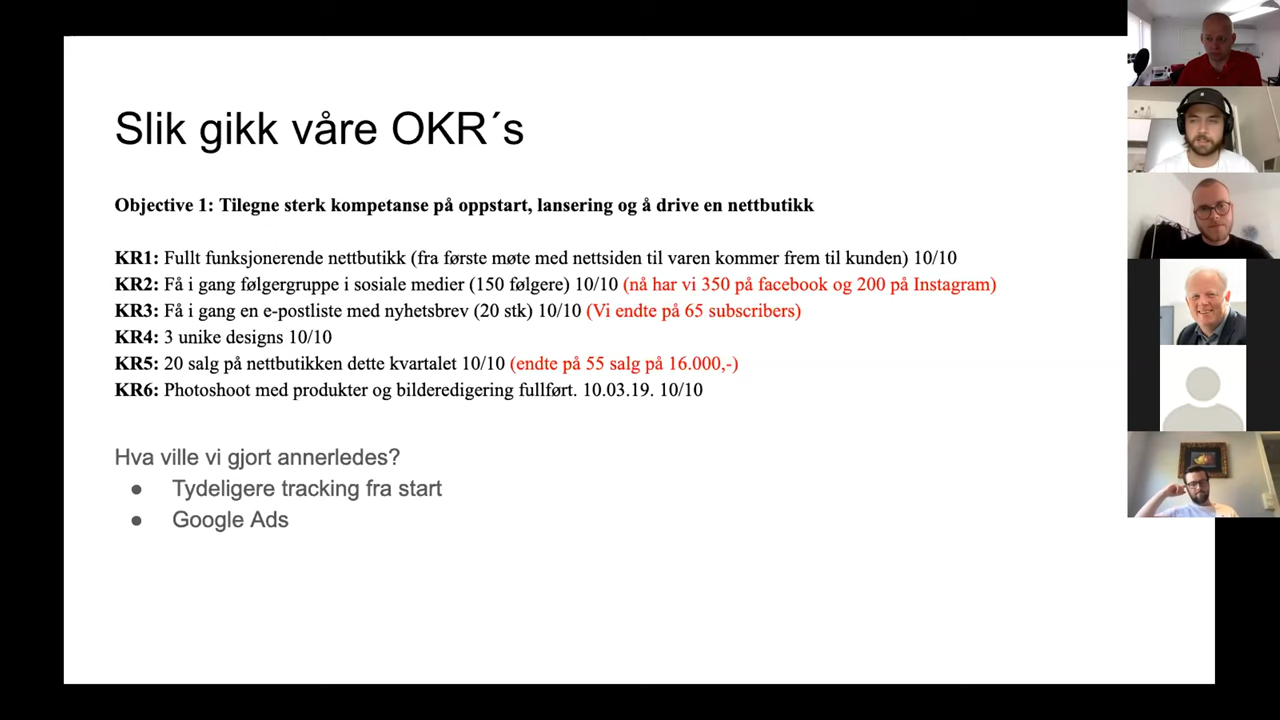 Slik gikk våre OKR´s
Objective 1: Tilegne sterk kompetanse på oppstart, lansering og å drive en nettbutikk
KR1: Fullt funksjonerende nettbutikk (fra første møte med nettsiden til varen kommer frem til kunden) 10/10
KR2: Få i gang følgergruppe i sosiale medier (150 følgere) 10/10 (nå har vi 350 på facebook og 200 på Instagram)
KR3: Få i gang en e-postliste med nyhetsbrev (20 stk) 10/10 (Vi endte på 65 subscribers)
KR4: 3 unike designs 10/10
KR5: 20 salg på nettbutikken dette kvartalet 10/10 (endte på 55 salg på 16.000,-)
KR6: Photoshoot med produkter og bilderedigering fullført. 10.03.19. 10/10
Hva ville vi gjort annerledes?
● Tydeligere tracking fra start
● Google Ads